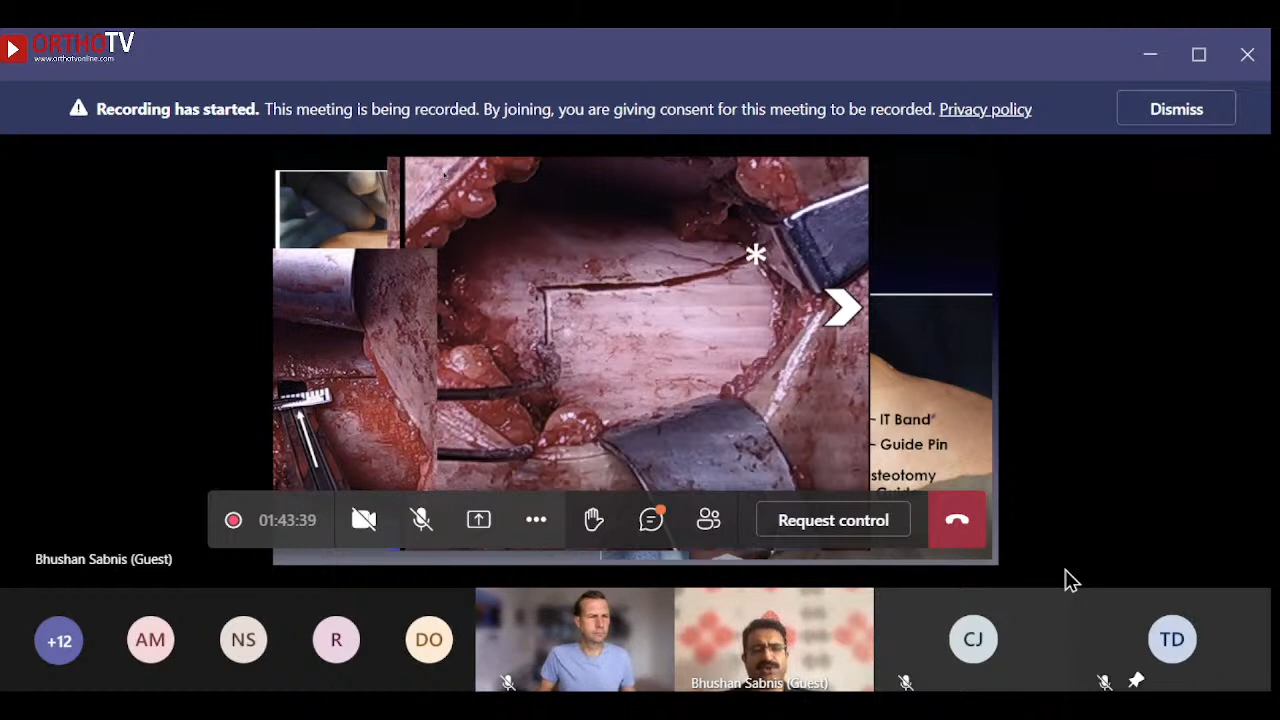 ORTHOTV
www.orthotvonline.com
Recording has started. This meeting is being recorded. By joining, you are giving consent for this meeting to be recorded. Privacy policy
Dismiss
*
IT Band*
Guide Pin
steotomy
01:43:39
Request control
Bhushan Sabnis (Guest)
+12
AM
NS
R
DO
Bhushan Sabnis (Guest)
CJ
TD